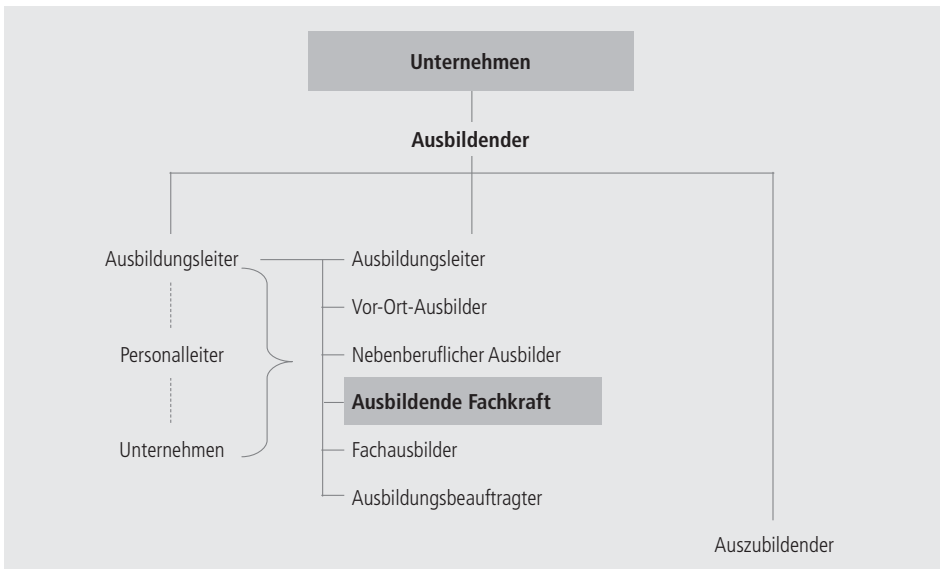 Unternehmen
Ausbildender
Ausbildungsleiter
Ausbildungsleiter
Vor-Ort-Ausbilder
Personalleiter
Nebenberuflicher Ausbilder
Ausbildende Fachkraft
Unternehmen
Fachausbilder
Ausbildungsbeauftragter
Auszubildender